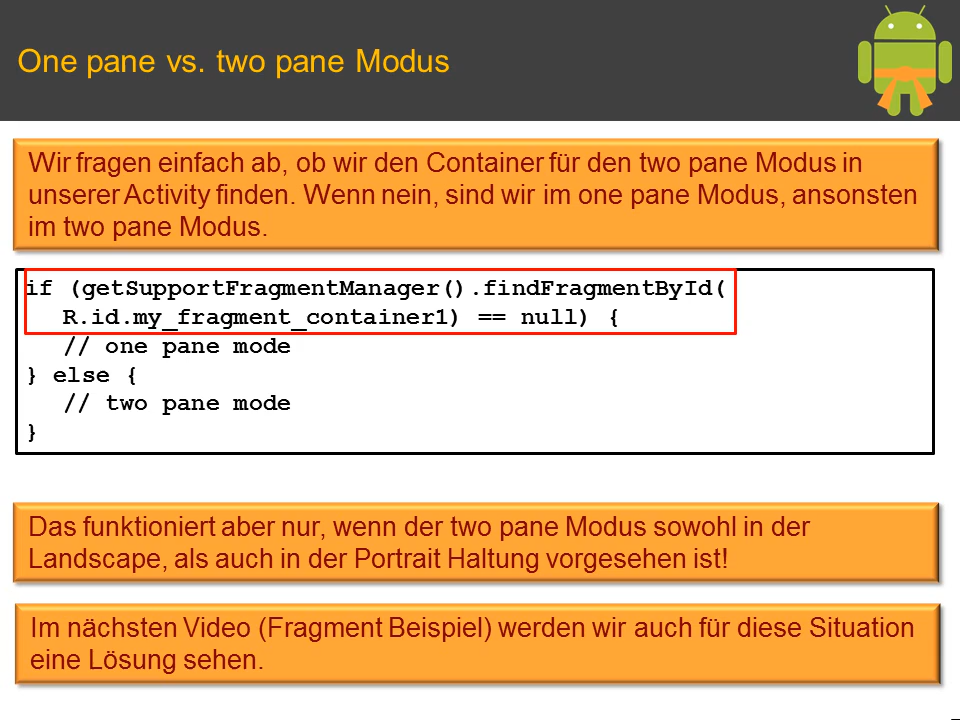 One pane vs. two pane Modus
Wir fragen einfach ab, ob wir den Container für den two pane Modus in
unserer Activity finden. Wenn nein, sind wir im one pane Modus, ansonsten
im two pane Modus.
if (getSupportFragmentManager().findFragmentById(
R.id.my_fragment_container1) == null) {
// one pane mode
} else {
// two pane mode
}
Das funktioniert aber nur, wenn der two pane Modus sowohl in der
Landscape, als auch in der Portrait Haltung vorgesehen ist!
Im nächsten Video (Fragment Beispiel) werden wir auch für diese Situation
eine Lösung sehen.